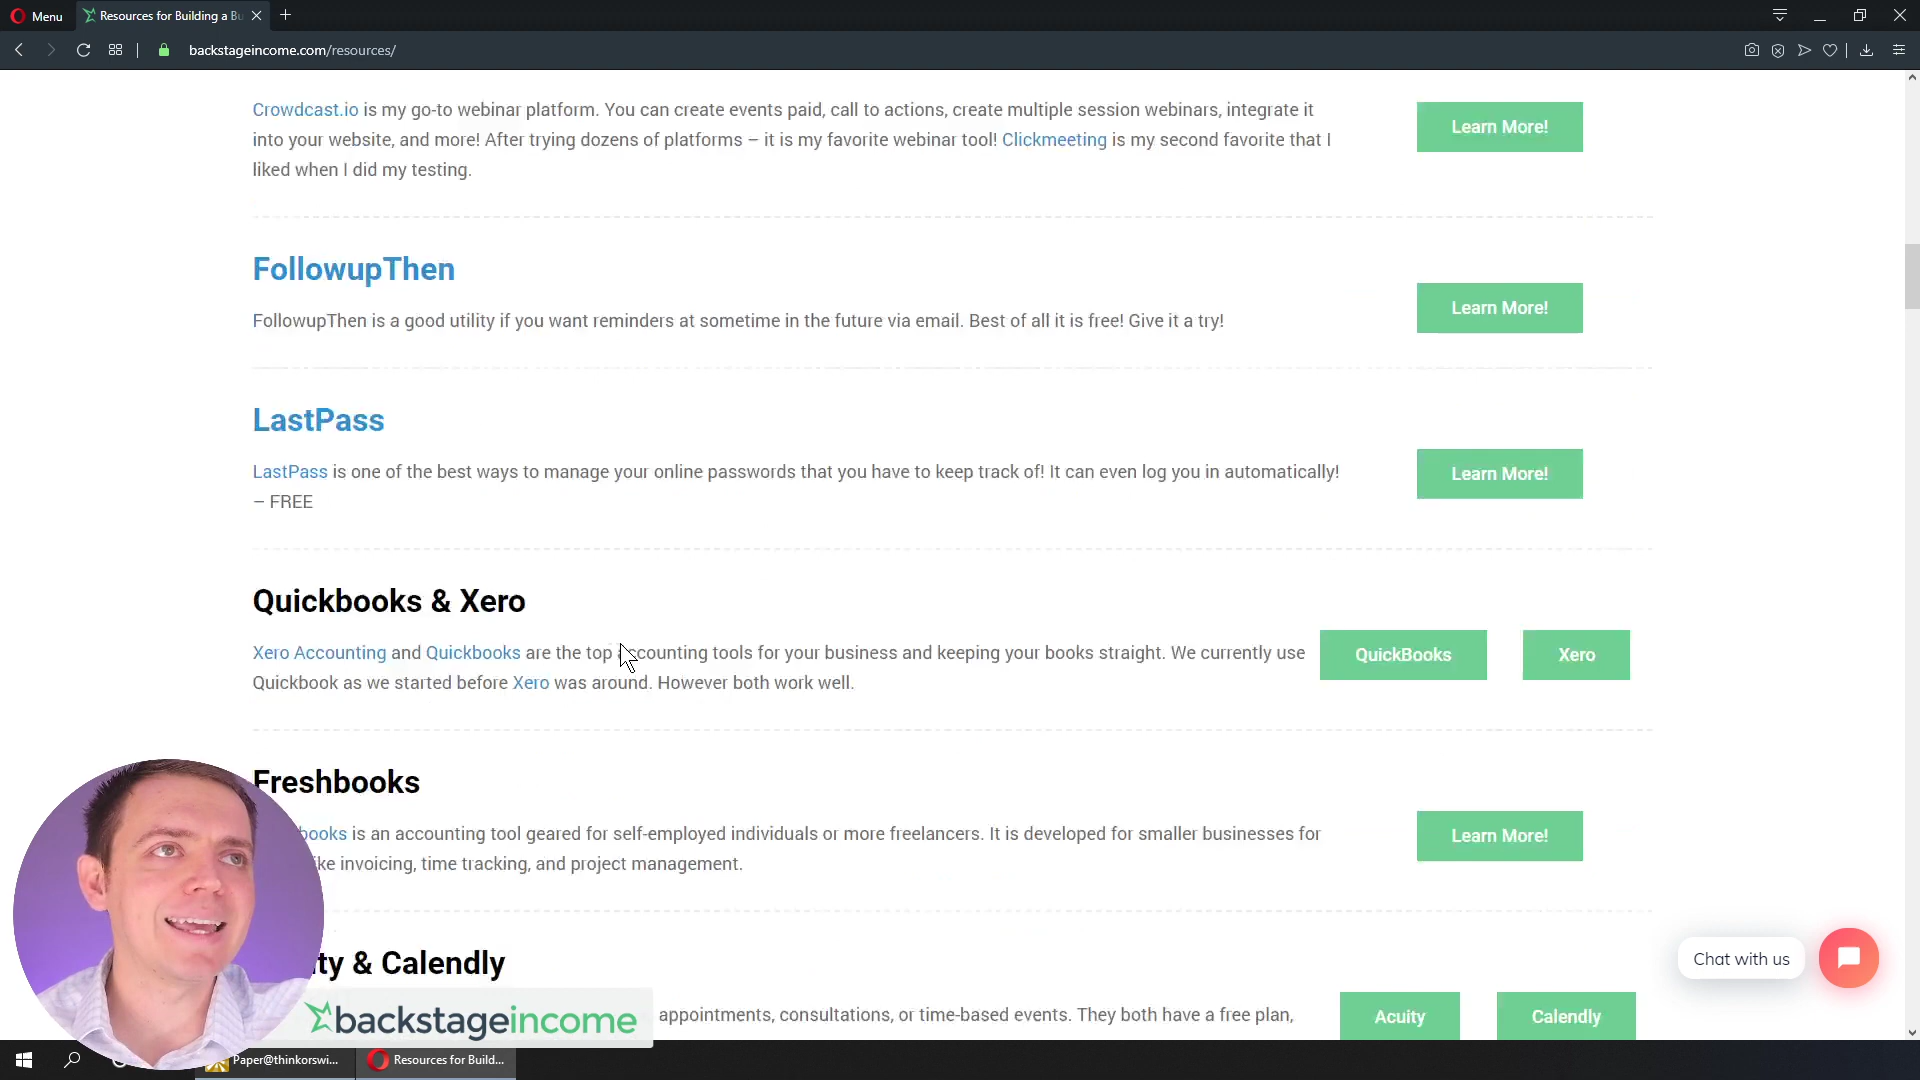 Menu
Resources for Building a Bu
backstageincome.com/resources/
Crowdcast.io is my go-to webinar platform. You can create events paid, call to actions, create multiple session webinars, integrate it
into your website, and more! After trying dozens of platforms – it is my favorite webinar tool! Clickmeeting is my second favorite that I
liked when I did my testing.
Learn More!
FollowupThen
FollowupThen is a good utility if you want reminders at sometime in the future via email. Best of all it is free! Give it a try!
Learn More!
LastPass
LastPass is one of the best ways to manage your online passwords that you have to keep track of! It can even log you in automatically!
– FREE
Learn More!
Quickbooks & Xero
Xero Accounting and Quickbooks are the top accounting tools for your business and keeping your books straight. We currently use
Quickbook as we started before Xero was around. However both work well.
QuickBooks
Xero
Freshbooks
books is an accounting tool geared for self-employed individuals or more freelancers. It is developed for smaller businesses for
like invoicing, time tracking, and project management.
Learn More!
ity & Calendly
appointments, consultations, or time-based events. They both have a free plan,
Acuity
Calendly
Chat with us
backstageincome
Paper@thinkorswi...
Resources for Build...